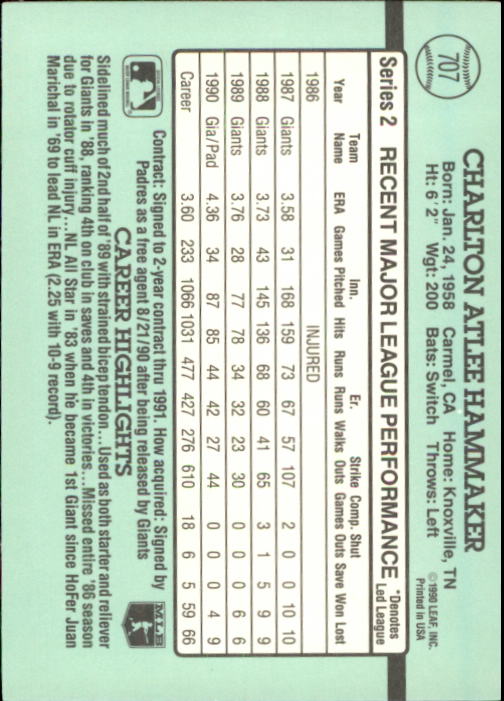 707
CHARLTON ATLEE HAMMAKER
Born: Jan. 24, 1958 Carmel, CA Home: Knoxville, TN
Ht: 6' 2" Wgt: 200 Bats: Switch Throws: Left
©1990 LEAF, INC.
Printed in USA
Series 2 RECENT MAJOR LEAGUE PERFORMANCE *Denotes Led League
Year Team Name ERA Games Inn. Pitched Hits Runs Er. Runs Walks Strike Outs Comp. Games Shut Outs Save Won Lost
1986 INJURED
1987 Giants 3.58 31 168 159 73 67 57 107 2 0 0 10 10
1988 Giants 3.73 43 145 136 68 60 41 65 3 1 5 9 9
1989 Giants 3.76 28 77 78 34 32 23 30 0 0 0 6 6
1990 Gia/Pad 4.36 34 87 85 44 42 27 44 0 0 0 4 9
Career 3.60 233 1066 1031 477 427 276 610 18 6 5 59 66
Contract: Signed to 2-year contract thru 1991. How acquired: Signed by
Padres as a free agent 8/21/90 after being released by Giants
MLB
CAREER HIGHLIGHTS
Sidelined much of 2nd half of '89 with strained bicep tendon...Used as both starter and reliever
for Giants in '88, ranking 4th on club in saves and 4th in victories...Missed entire '86 season
due to rotator cuff injury...NL All Star in '83 when he became 1st Giant since HoFer Juan
Marichal in '69 to lead NL in ERA (2.25 with 10-9 record).